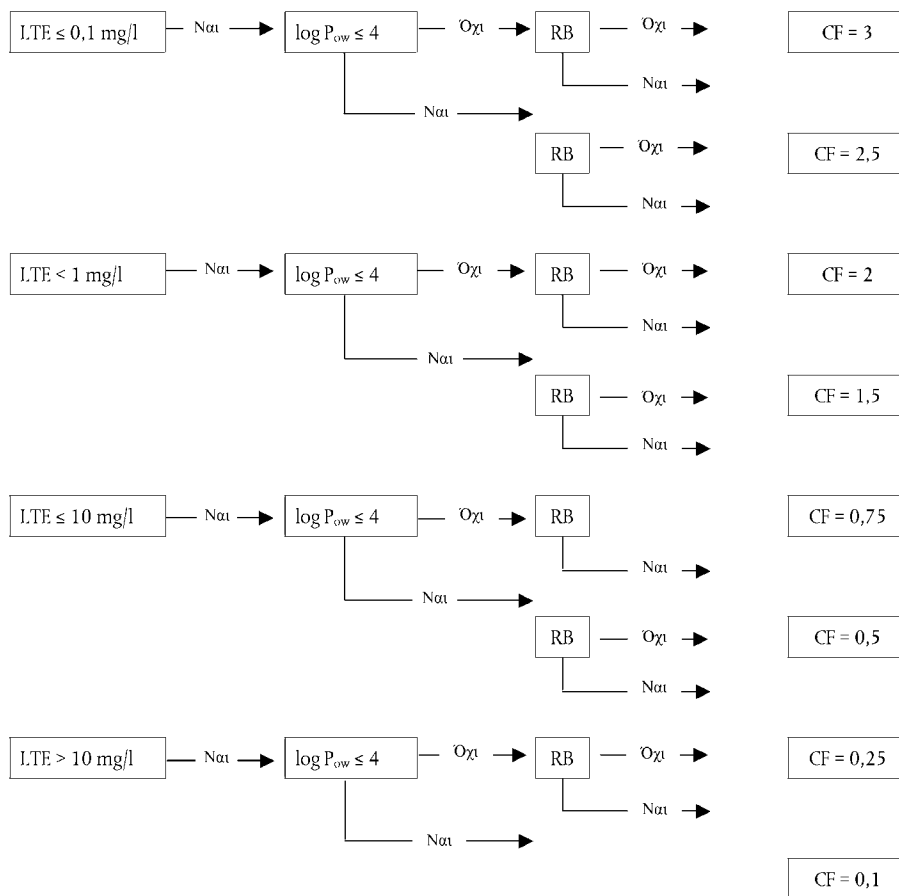 LTE ≤ 0,1 mg/l Ναι log Pow ≤ 4 Όχι RB Όχι CF = 3
Ναι
Ναι
RB Όχι CF = 2,5
Ναι
LTE < 1 mg/l Ναι log Pow ≤ 4 Όχι RB Όχι CF = 2
Ναι
Ναι
RB Όχι CF = 1,5
Ναι
LTE ≤ 10 mg/l Ναι log Pow ≤ 4 Όχι RB CF = 0,75
Ναι
Ναι
RB Όχι CF = 0,5
Ναι
LTE > 10 mg/l Ναι log Pow ≤ 4 Όχι RB Όχι CF = 0,25
Ναι
Ναι
CF = 0,1